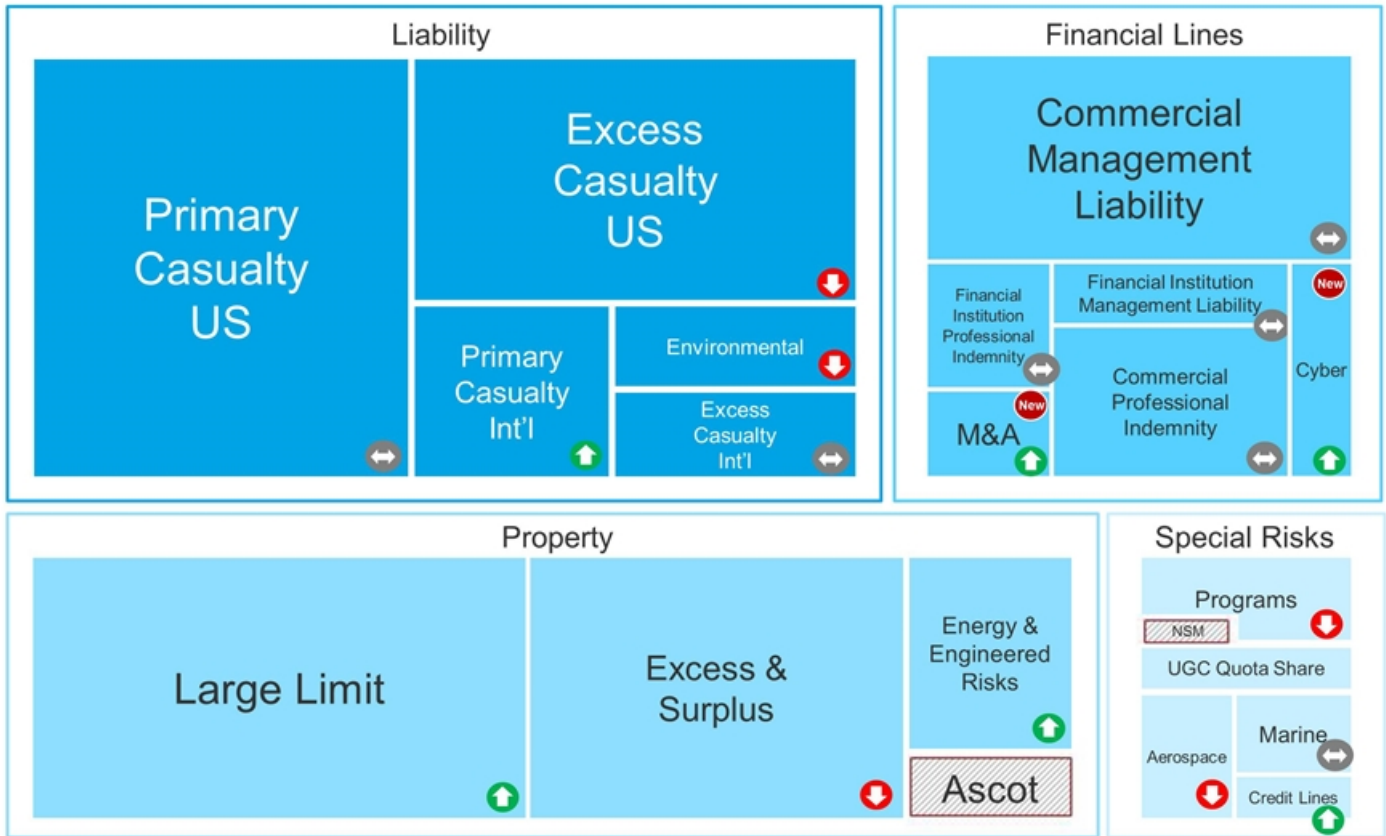 Liability
Primary
Casualty
US
Excess
Casualty
US
Primary
Casualty
Int'l
Environmental
Excess
Casualty
Int'l
Financial Lines
Commercial
Management
Liability
Financial
Institution
Professional
Indemnity
Financial Institution
Management Liability
New
Cyber
New
M&A
Commercial
Professional
Indemnity
Property
Large Limit
Excess &
Surplus
Energy &
Engineered
Risks
Ascot
Special Risks
Programs
NSM
UGC Quota Share
Aerospace
Marine
Credit Lines